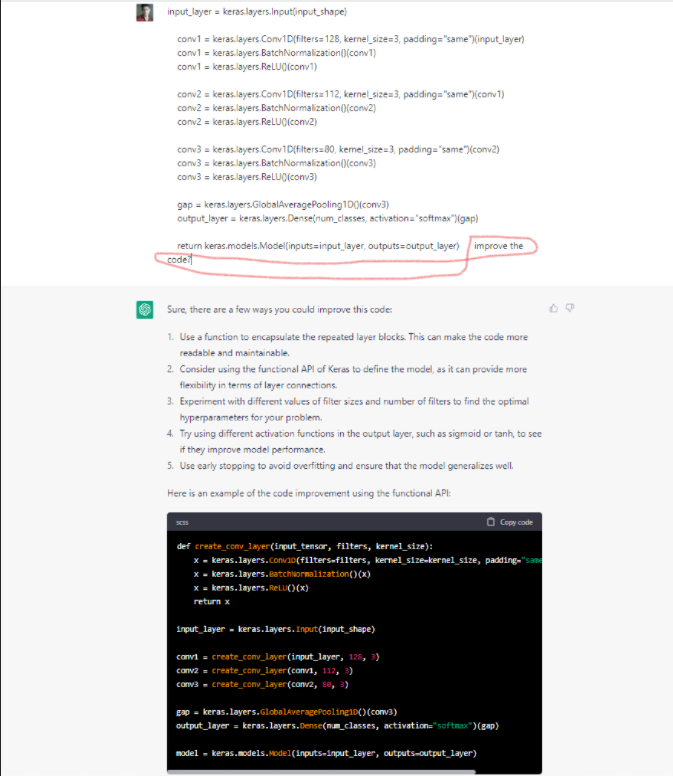 input_layer = keras.layers.Input(input_shape)
conv1 = keras.layers.Conv1D(filters=128, kernel_size=3, padding="same")(input_layer)
conv1 = keras.layers.BatchNormalization()(conv1)
conv1 = keras.layers.ReLU()(conv1)
conv2 = keras.layers.Conv1D(filters=112, kernel_size=3, padding="same")(conv1)
conv2 = keras.layers.BatchNormalization()(conv2)
conv2 = keras.layers.ReLU()(conv2)
conv3 = keras.layers.Conv1D(filters=80, kernel_size=3, padding="same")(conv2)
conv3 = keras.layers.BatchNormalization()(conv3)
conv3 = keras.layers.ReLU()(conv3)
gap = keras.layers.GlobalAveragePooling1D()(conv3)
output_layer = keras.layers.Dense(num_classes, activation="softmax")(gap)
return keras.models.Model(inputs=input_layer, outputs=output_layer) improve the
code?
Sure, there are a few ways you could improve this code:
1. Use a function to encapsulate the repeated layer blocks. This can make the code more
readable and maintainable.
2. Consider using the functional API of Keras to define the model, as it can provide more
flexibility in terms of layer connections.
3. Experiment with different values of filter sizes and number of filters to find the optimal
hyperparameters for your problem.
4. Try using different activation functions in the output layer, such as sigmoid or tanh, to see
if they improve model performance.
5. Use early stopping to avoid overfitting and ensure that the model generalizes well.
Here is an example of the code improvement using the functional API:
scss Copy code
def create_conv_layer(input_tensor, filters, kernel_size):
x = keras.layers.Conv1D(filters=filters, kernel_size=kernel_size, padding="same
x = keras.layers.BatchNormalization()(x)
x = keras.layers.ReLU()(x)
return x
input_layer = keras.layers.Input(input_shape)
conv1 = create_conv_layer(input_layer, 128, 3)
conv2 = create_conv_layer(conv1, 112, 3)
conv3 = create_conv_layer(conv2, 80, 3)
gap = keras.layers.GlobalAveragePooling1D()(conv3)
output_layer = keras.layers.Dense(num_classes, activation="softmax")(gap)
model = keras.models.Model(inputs=input_layer, outputs=output_layer)